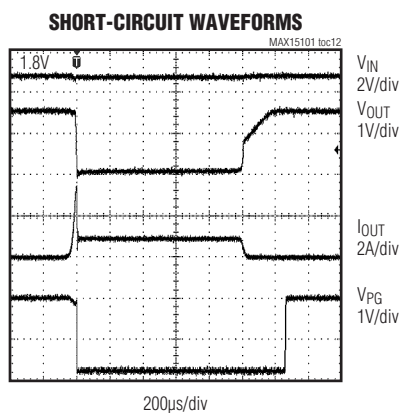 SHORT-CIRCUIT WAVEFORMS
MAX15101 toc12
1.8V
T
VIN
2V/div
VOUT
1V/div
IOUT
2A/div
VPG
1V/div
200µs/div